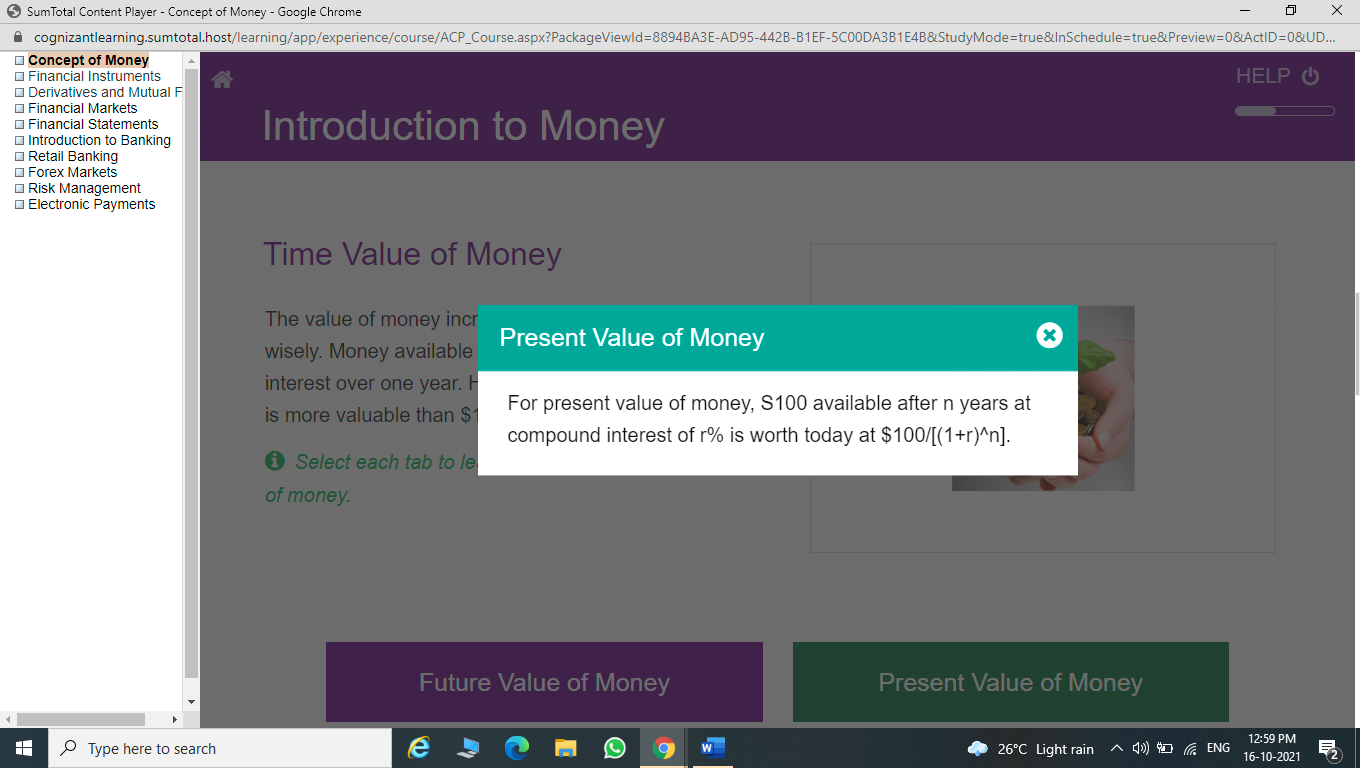 SumTotal Content Player - Concept of Money - Google Chrome
cognizantlearning.sumtotal.host/learning/app/experience/course/ACP_Course.aspx?PackageViewId=8894BA3E-AD95-442B-B1EF-5C00DA3B1E4B&StudyMode=true&InSchedule=true&Preview=0&ActID=0&UD...
Concept of Money
Financial Instruments
Derivatives and Mutual F
Financial Markets
Financial Statements
Introduction to Banking
Retail Banking
Forex Markets
Risk Management
Electronic Payments
HELP
Introduction to Money
Time Value of Money
The value of money incr
wisely. Money available
interest over one year. H
is more valuable than $1
Select each tab to le
of money.
Present Value of Money
For present value of money, S100 available after n years at
compound interest of r% is worth today at $100/[(1+r)^n].
Future Value of Money
Present Value of Money
Type here to search
26°C Light rain
ENG
12:59 PM
16-10-2021
2